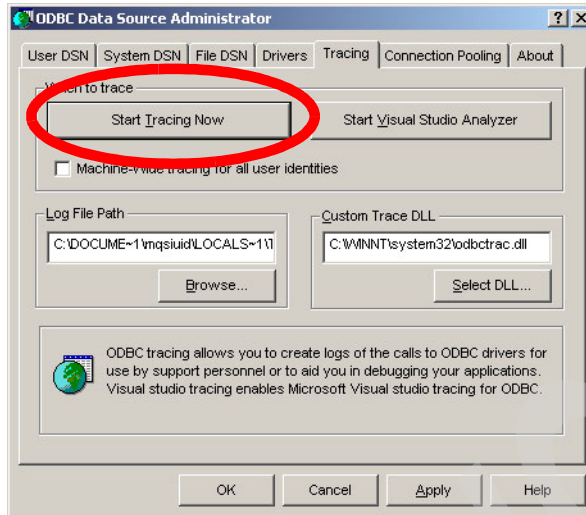 ODBC Data Source Administrator
User DSN System DSN File DSN Drivers Tracing Connection Pooling About
When to trace
Start Tracing Now Start Visual Studio Analyzer
Machine-Wide tracing for all user identities
Log File Path Custom Trace DLL
C:\DOCUME~1\mqsiuid\LOCALS~1\T C:\WINNT\system32\odbctrac.dll
Browse... Select DLL...
ODBC tracing allows you to create logs of the calls to ODBC drivers for
use by support personnel or to aid you in debugging your applications.
Visual studio tracing enables Microsoft Visual studio tracing for ODBC.
OK Cancel Apply Help